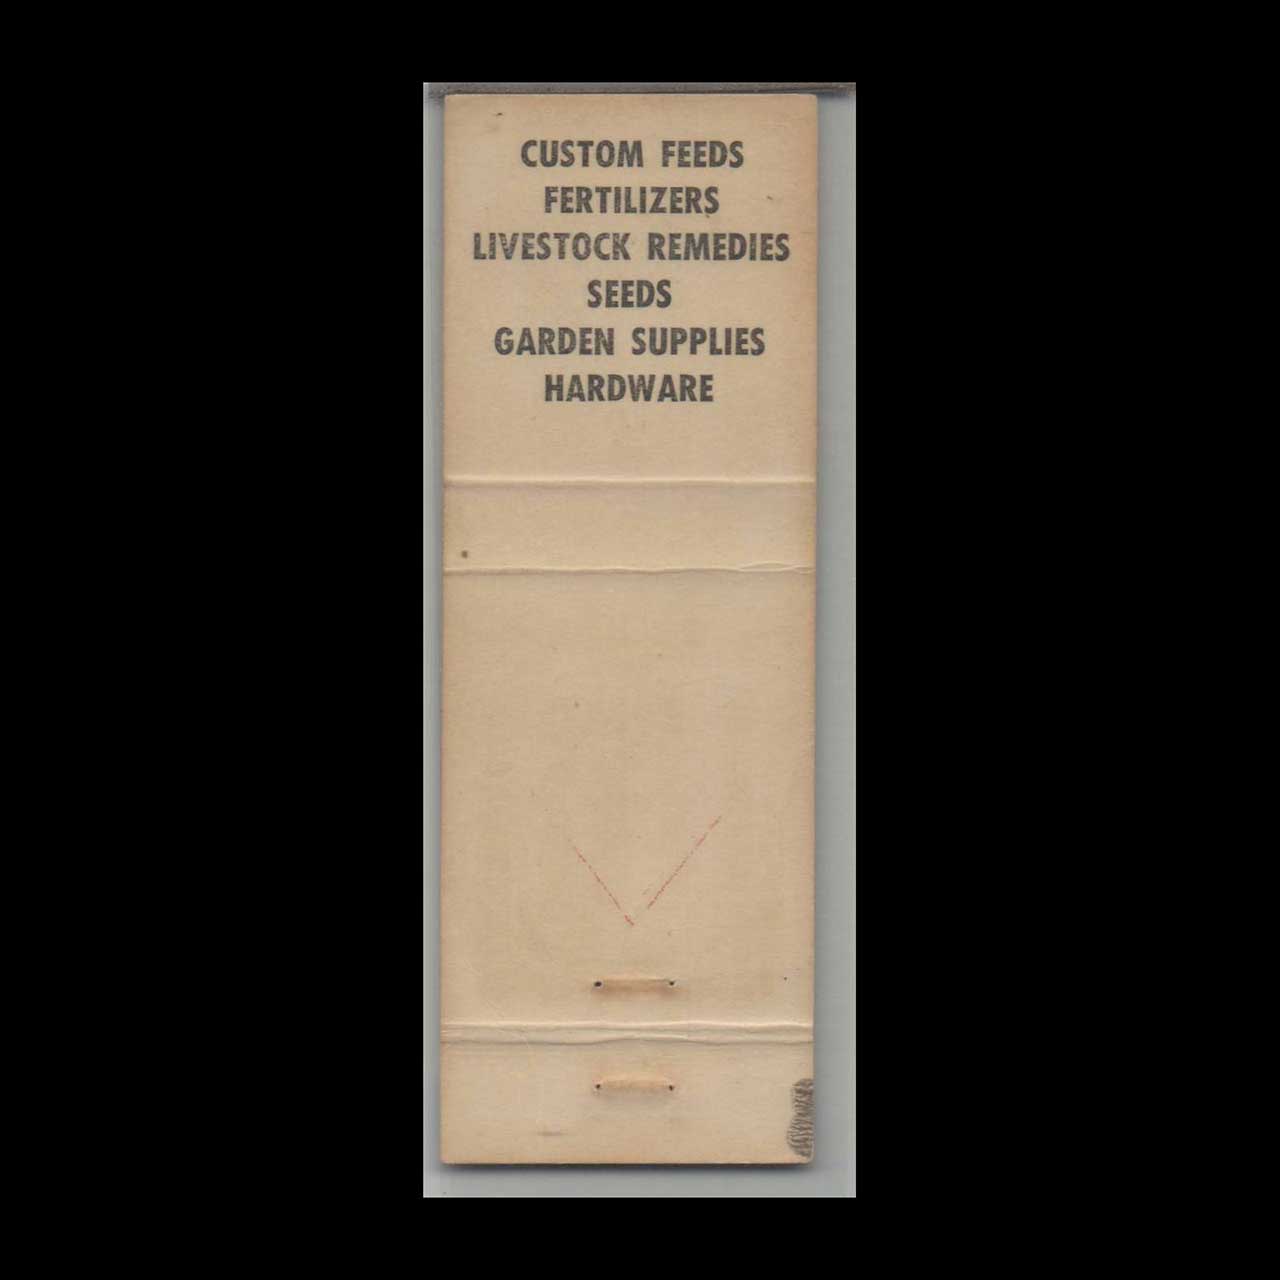 CUSTOM FEEDS
FERTILIZERS
LIVESTOCK REMEDIES
SEEDS
GARDEN SUPPLIES
HARDWARE